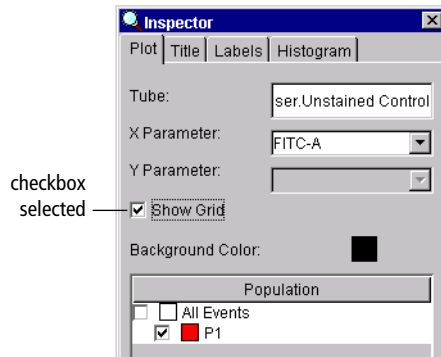 Inspector
Plot Title Labels Histogram
Tube: ser.Unstained Control
X Parameter: FITC-A
Y Parameter:
checkbox
selected
Show Grid
Background Color:
Population
All Events
P1